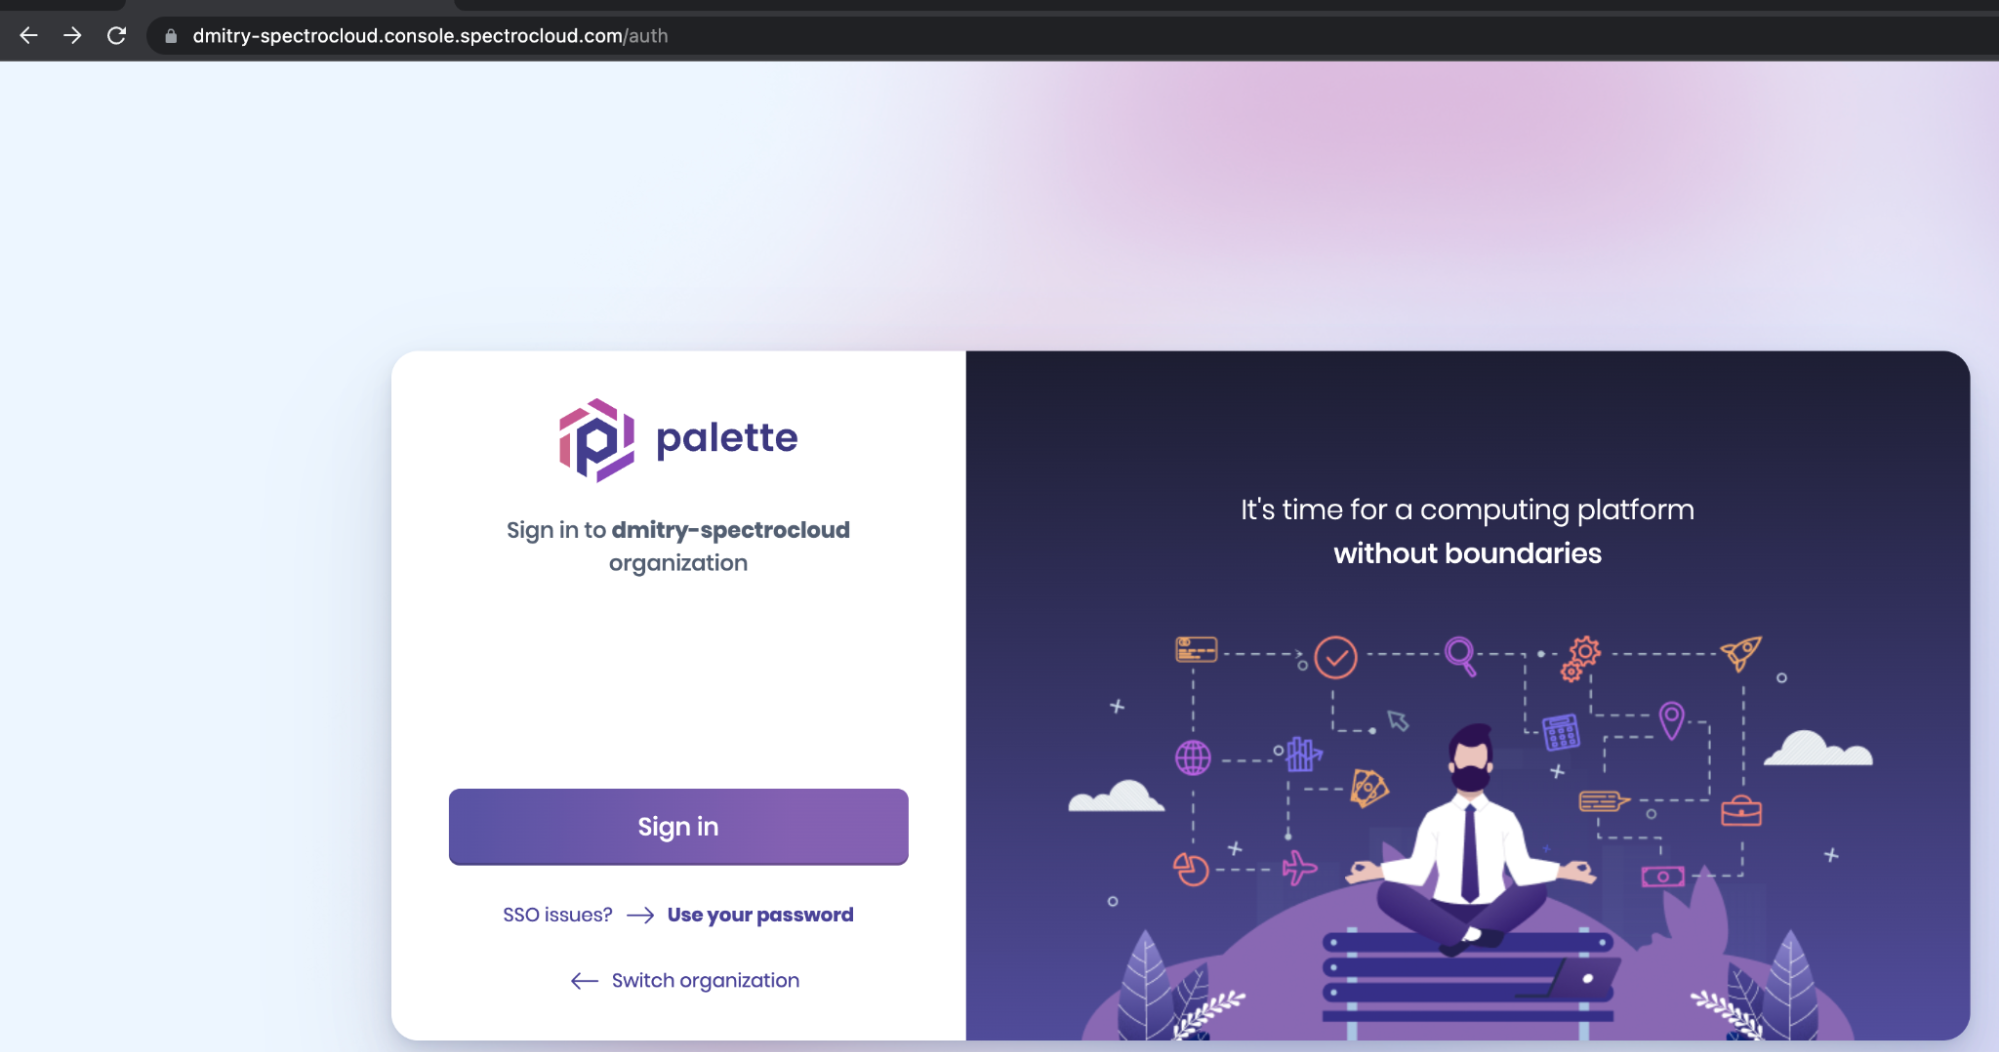 dmitry-spectrocloud.console.spectrocloud.com/auth
palette
Sign in to dmitry-spectrocloud
organization
Sign in
SSO issues? → Use your password
← Switch organization
It's time for a computing platform
without boundaries